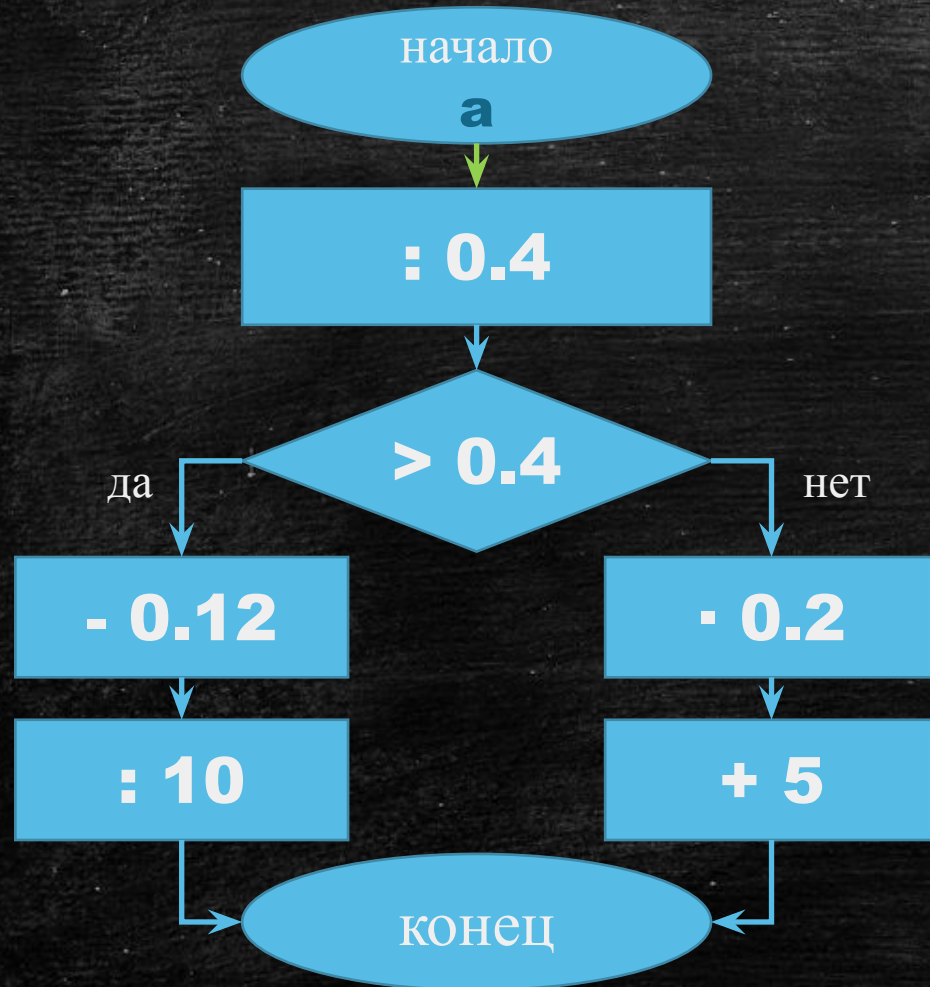 начало
a
: 0.4
> 0.4
да
нет
- 0.12
· 0.2
: 10
+ 5
конец